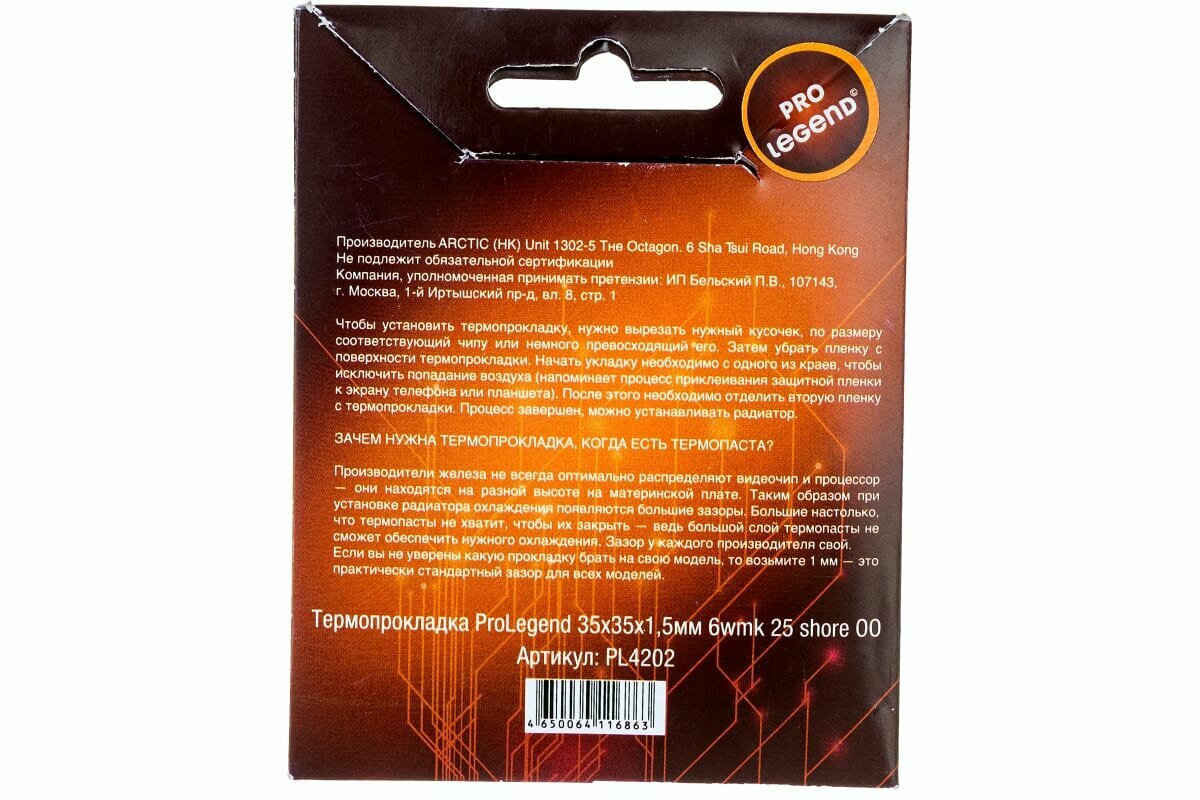 PRO
LEGEND©
Производитель ARCTIC (HK) Unit 1302-5 The Octagon. 6 Sha Tsui Road, Hong Kong
Не подлежит обязательной сертификации
Компания, уполномоченная принимать претензии: ИП Бельский П.В., 107143,
г. Москва, 1-й Иртышский пр-д, вл. 8, стр. 1
Чтобы установить термопрокладку, нужно вырезать нужный кусочек, по размеру
соответствующий чипу или немного превосходящий его. Затем убрать пленку с
поверхности термопрокладки. Начать укладку необходимо с одного из краев, чтобы
исключить попадание воздуха (напоминает процесс приклеивания защитной пленки
к экрану телефона или планшета). После этого необходимо отделить вторую пленку
с термопрокладки. Процесс завершен, можно устанавливать радиатор.
ЗАЧЕМ НУЖНА ТЕРМОПРОКЛАДКА, КОГДА ЕСТЬ ТЕРМОПАСТА?
Производители железа не всегда оптимально распределяют видеочип и процессор
— они находятся на разной высоте на материнской плате. Таким образом при
установке радиатора охлаждения появляются большие зазоры. Большие настолько,
что термопасты не хватит, чтобы их закрыть — ведь большой слой термопасты не
сможет обеспечить нужного охлаждения. Зазор у каждого производителя свой.
Если вы не уверены какую прокладку брать на свою модель, то возьмите 1 мм — это
практически стандартный зазор для всех моделей.
Термопрокладка ProLegend 35x35x1,5мм 6wmk 25 shore OO
Артикул: PL4202
4 650064 116863